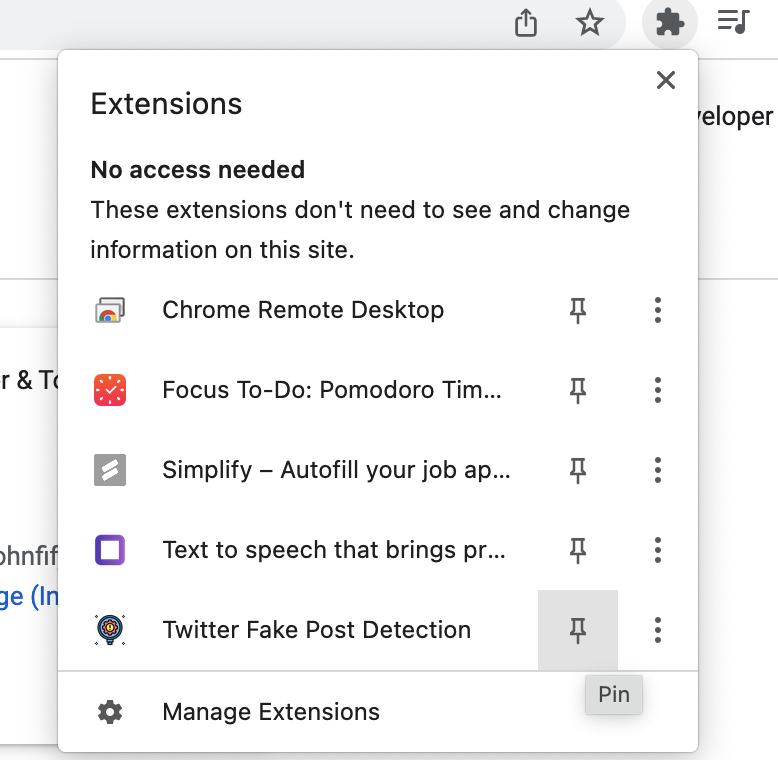 Extensions
veloper
No access needed
These extensions don't need to see and change
information on this site.
Chrome Remote Desktop
r & To
Focus To-Do: Pomodoro Tim...
Simplify – Autofill your job ap...
ohnfif
Text to speech that brings pr...
ge (In
Twitter Fake Post Detection
Pin
Manage Extensions